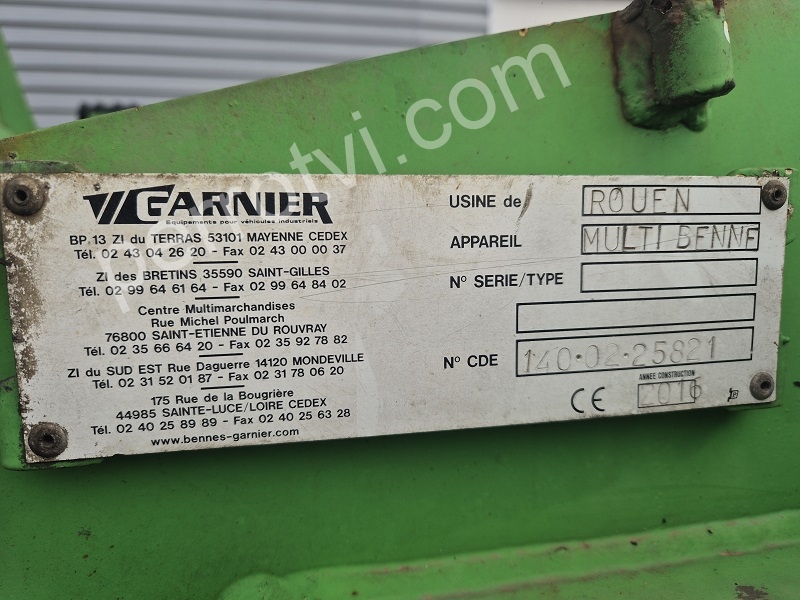 GARNIER
Equipements pour véhicules industriels
BP 13 ZI du TERRAS 53101 MAYENNE CEDEX
Tél. 02 43 04 26 20 - Fax 02 43 00 00 37
ZI des BRETINS 35590 SAINT-GILLES
Tél. 02 99 64 61 64 - Fax 02 99 64 84 02
Centre Multimarchandises
Rue Michel Poulmarch
76800 SAINT-ETIENNE DU ROUVRAY
Tél. 02 35 66 64 20 - Fax 02 35 92 78 82
ZI du SUD EST Rue Daguerre 14120 MONDEVILLE
Tél. 02 31 52 01 87 - Fax 02 31 78 06 20
175 Rue de la Bougrière
44985 SAINTE-LUCE/LOIRE CEDEX
Tél. 02 40 25 89 89 - Fax 02 40 25 63 28
www.bennes-garnier.com
USINE de ROUEN
APPAREIL MULTI BENNE
N° SERIE/TYPE
N° CDE 140.02.25821
CE
ANNEE CONSTRUCTION
2016